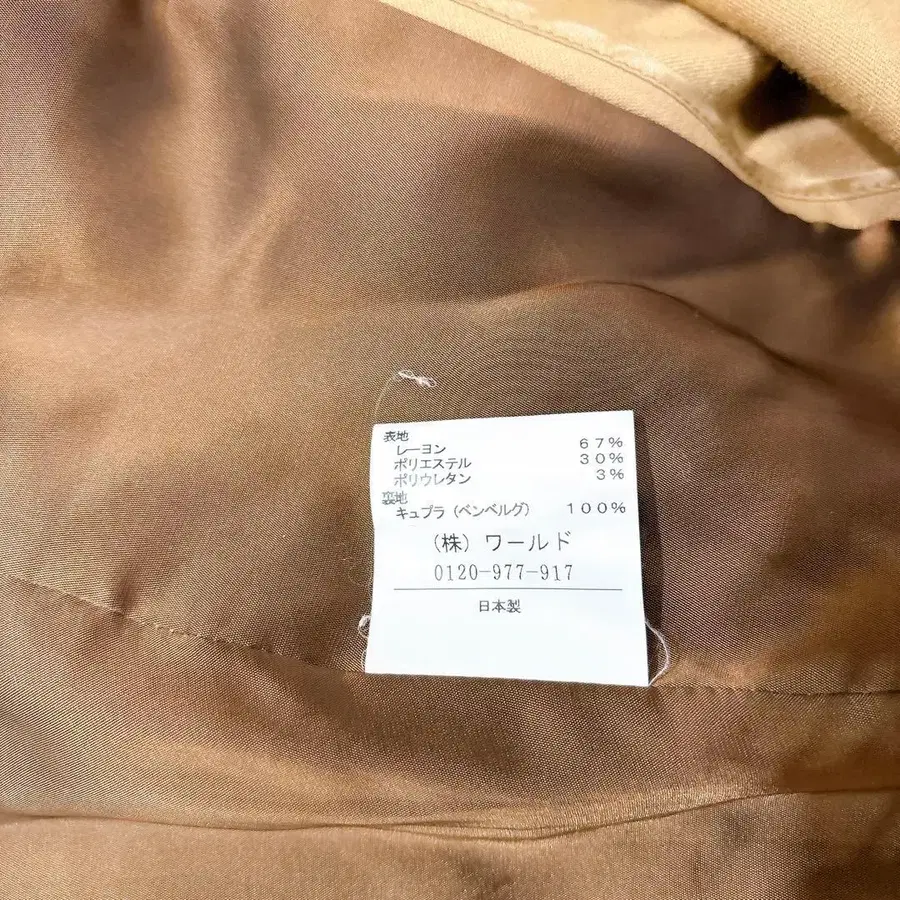 表地
レーヨン 67%
ポリエステル 30%
ポリウレタン 3%
裏地
キュプラ(ベンベルグ) 100%
(株)ワールド
0120-977-917
日本製